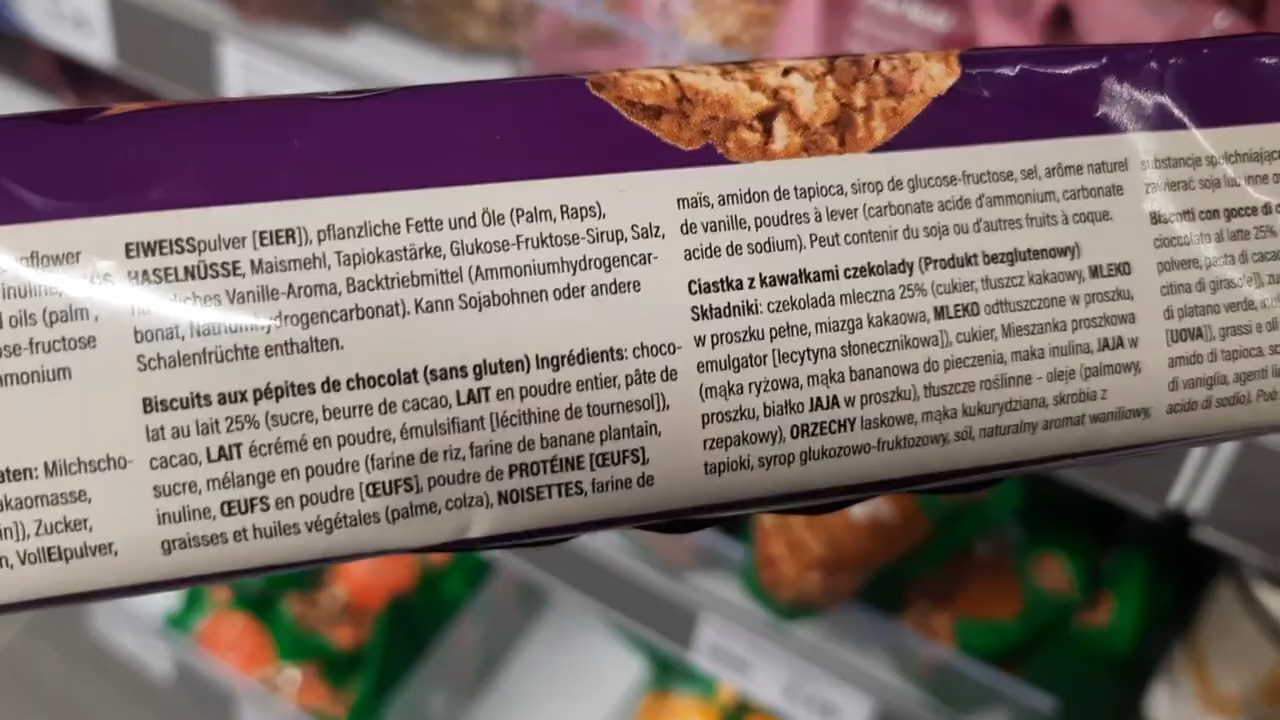 nflower
inuline,
oils (palm,
se-fructose
monium
aten: Milchscho-
akaomasse,
in]), Zucker,
n, VollEIpulver,
EIWEISSpulver [EIER]), pflanzliche Fette und Öle (Palm, Raps),
HASELNÜSSE, Maismehl, Tapiokastärke, Glukose-Fruktose-Sirup, Salz,
Vanille-Aroma, Backtriebmittel (Ammoniumhydrogencar-
bonat, Natriumhydrogencarbonat). Kann Sojabohnen oder andere
Schalenfrüchte enthalten.
Biscuits aux pépites de chocolat (sans gluten) Ingrédients: choco-
lat au lait 25% (sucre, beurre de cacao, LAIT en poudre entier, pâte de
cacao, LAIT écrémé en poudre, émulsifiant [lécithine de tournesol]),
sucre, mélange en poudre (farine de riz, farine de banane plantain,
inuline, ŒUFS en poudre [ŒUFS], poudre de PROTÉINE [ŒUFS],
graisses et huiles végétales (palme, colza), NOISETTES, farine de
maïs, amidon de tapioca, sirop de glucose-fructose, sel, arôme naturel
de vanille, poudres à lever (carbonate acide d'ammonium, carbonate
acide de sodium). Peut contenir du soja ou d'autres fruits à coque.
Ciastka z kawałkami czekolady (Produkt bezglutenowy)
Składniki: czekolada mleczna 25% (cukier, tłuszcz kakaowy, MLEKO
w proszku pełne, miazga kakaowa, MLEKO odtłuszczone w proszku,
emulgator [lecytyna słonecznikowa]), cukier, Mieszanka proszkowa
(mąka ryżowa, mąka bananowa do pieczenia, maka inulina, JAJA w
proszku, białko JAJA w proszku), tłuszcze roślinne – oleje (palmowy,
rzepakowy), ORZECHY laskowe, mąka kukurydziana, skrobia z
tapioki, syrop glukozowo-fruktozowy, sól, naturalny aromat waniliowy,
substancje spulchniające
zawierać soja lub inne o
Biscotti con gocce di c
cioccolato al latte 25%
polvere, pasta di cacao
citina di girasole]), zu
di platano verde,
[UOVA]), grassi e oli
amido di tapioca, sc
di vaniglia, agenti li
acido di sodio). Può